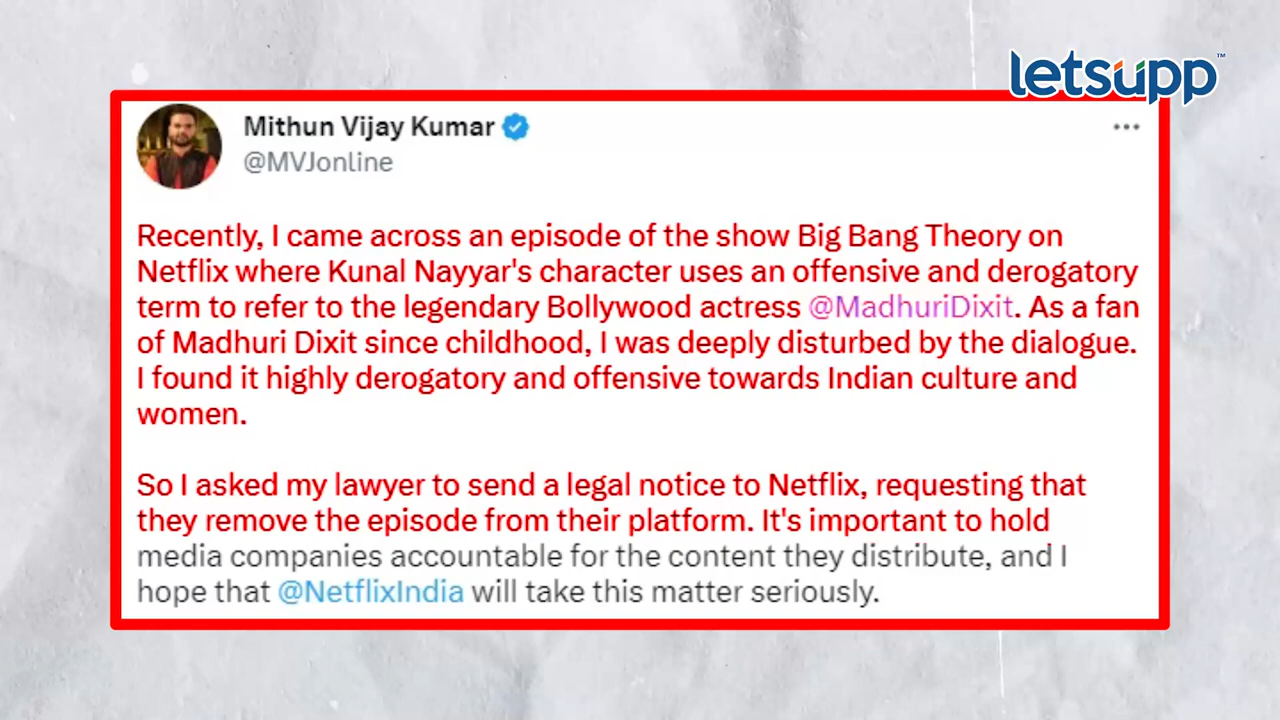 letsupp™
Mithun Vijay Kumar
@MVJonline
Recently, I came across an episode of the show Big Bang Theory on
Netflix where Kunal Nayyar's character uses an offensive and derogatory
term to refer to the legendary Bollywood actress @MadhuriDixit. As a fan
of Madhuri Dixit since childhood, I was deeply disturbed by the dialogue.
I found it highly derogatory and offensive towards Indian culture and
women.
So I asked my lawyer to send a legal notice to Netflix, requesting that
they remove the episode from their platform. It's important to hold
media companies accountable for the content they distribute, and I
hope that @NetflixIndia will take this matter seriously.